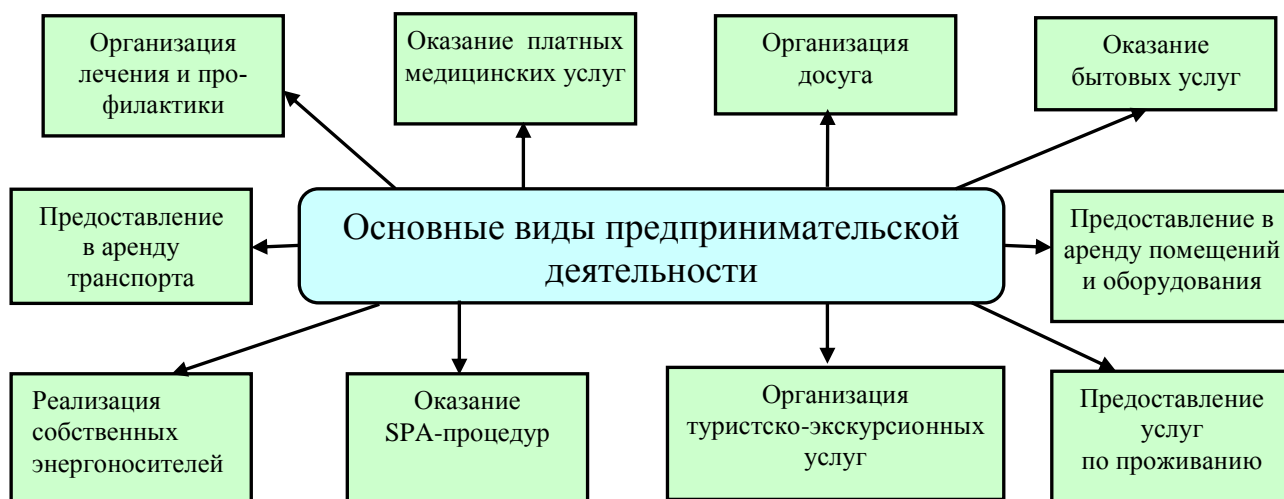 Организация
лечения и про-
филактики
Оказание платных
медицинских услуг
Организация
досуга
Оказание
бытовых услуг
Предоставление
в аренду
транспорта
Основные виды предпринимательской
деятельности
Предоставление в
аренду помещений
и оборудования
Реализация
собственных
энергоносителей
Оказание
SPA-процедур
Организация
туристско-экскурсионных
услуг
Предоставление
услуг
по проживанию